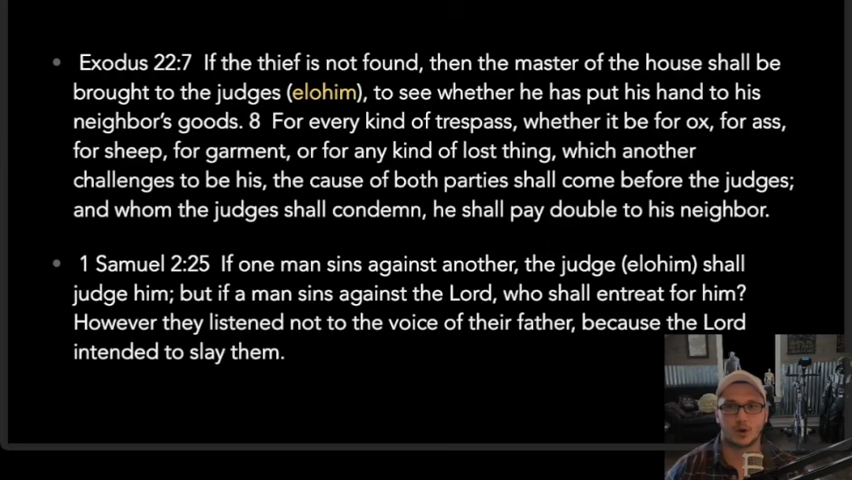 Exodus 22:7 If the thief is not found, then the master of the house shall be
brought to the judges (elohim), to see whether he has put his hand to his
neighbor's goods. 8 For every kind of trespass, whether it be for ox, for ass,
for sheep, for garment, or for any kind of lost thing, which another
challenges to be his, the cause of both parties shall come before the judges;
and whom the judges shall condemn, he shall pay double to his neighbor.
1 Samuel 2:25 If one man sins against another, the judge (elohim) shall
judge him; but if a man sins against the Lord, who shall entreat for him?
However they listened not to the voice of their father, because the Lord
intended to slay them.